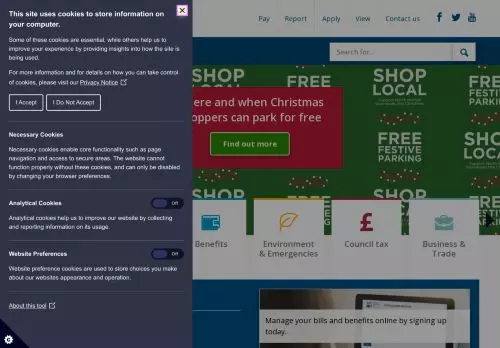 This site uses cookies to store information on
your computer.
Some of these cookies are essential, while others help us to
improve your experience by providing insights into how the site is
being used.
For more information and for details on how you can take control
of cookies, please visit our Privacy Notice
I Accept
I Do Not Accept
Necessary Cookies
Necessary cookies enable core functionality such as page
navigation and access to secure areas. The website cannot
function properly without these cookies, and can only be disabled
by changing your browser preferences.
Analytical Cookies
Off
Analytical cookies help us to improve our website by collecting
and reporting information on its usage.
Website Preferences
Off
Website preference cookies are used to store choices you make
about our websites appearance and operation.
About this tool
Pay
Report
Apply
View
Contact us
Search for...
ere and when Christmas
oppers can park for free
Find out more
SHOP
LOCAL
FREE
FESTIVE
PARKING
SHOP
LOCAL
FREE
FESTIVE
PARKING
SHO
LOCA
Benefits
Environment
& Emergencies
Council tax
Business &
Trade
Manage your bills and benefits online by signing up
today.